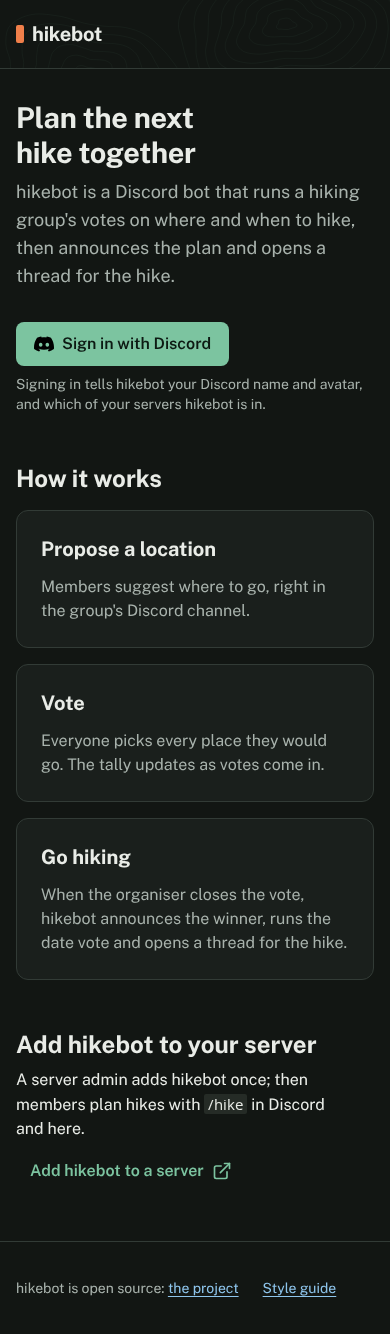 hikebot
Plan the next
hike together
hikebot is a Discord bot that runs a hiking
group's votes on where and when to hike,
then announces the plan and opens a
thread for the hike.
Sign in with Discord
Signing in tells hikebot your Discord name and avatar,
and which of your servers hikebot is in.
How it works
Propose a location
Members suggest where to go, right in
the group's Discord channel.
Vote
Everyone picks every place they would
go. The tally updates as votes come in.
Go hiking
When the organiser closes the vote,
hikebot announces the winner, runs the
date vote and opens a thread for the hike.
Add hikebot to your server
A server admin adds hikebot once; then
members plan hikes with /hike in Discord
and here.
Add hikebot to a server
hikebot is open source: the project Style guide